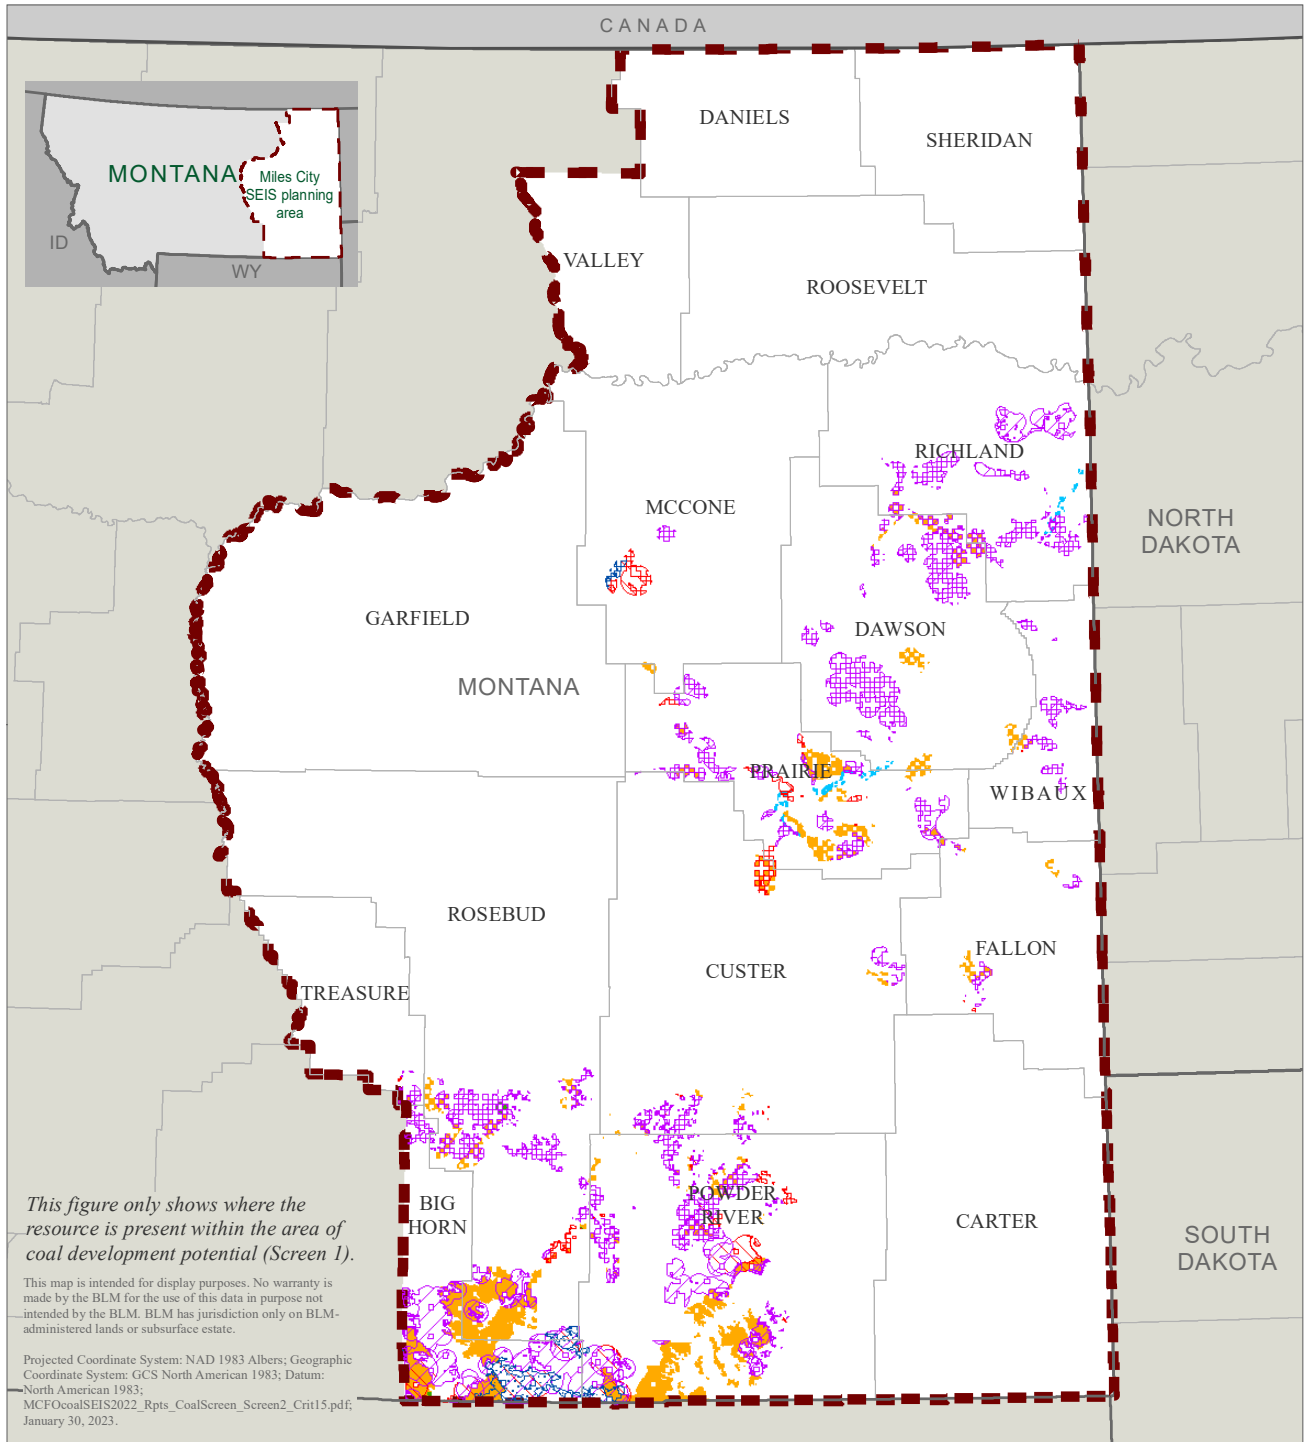 CANADA
DANIELS
SHERIDAN
MONTANA
Miles City
SEIS planning
area
ID
WY
VALLEY
ROOSEVELT
RICHLAND
MCCONE
NORTH
DAKOTA
GARFIELD
DAWSON
MONTANA
PRAIRIE
WIBAUX
ROSEBUD
FALLON
CUSTER
TREASURE
POWDER
RIVER
BIG
HORN
CARTER
SOUTH
DAKOTA
This figure only shows where the
resource is present within the area of
coal development potential (Screen 1).
This map is intended for display purposes. No warranty is
made by the BLM for the use of this data in purpose not
intended by the BLM. BLM has jurisdiction only on BLM-
administered lands or subsurface estate.
Projected Coordinate System: NAD 1983 Albers; Geographic
Coordinate System: GCS North American 1983; Datum:
North American 1983;
MCFOcoalSEIS2022_Rpts_CoalScreen_Screen2_Crit15.pdf;
January 30, 2023.